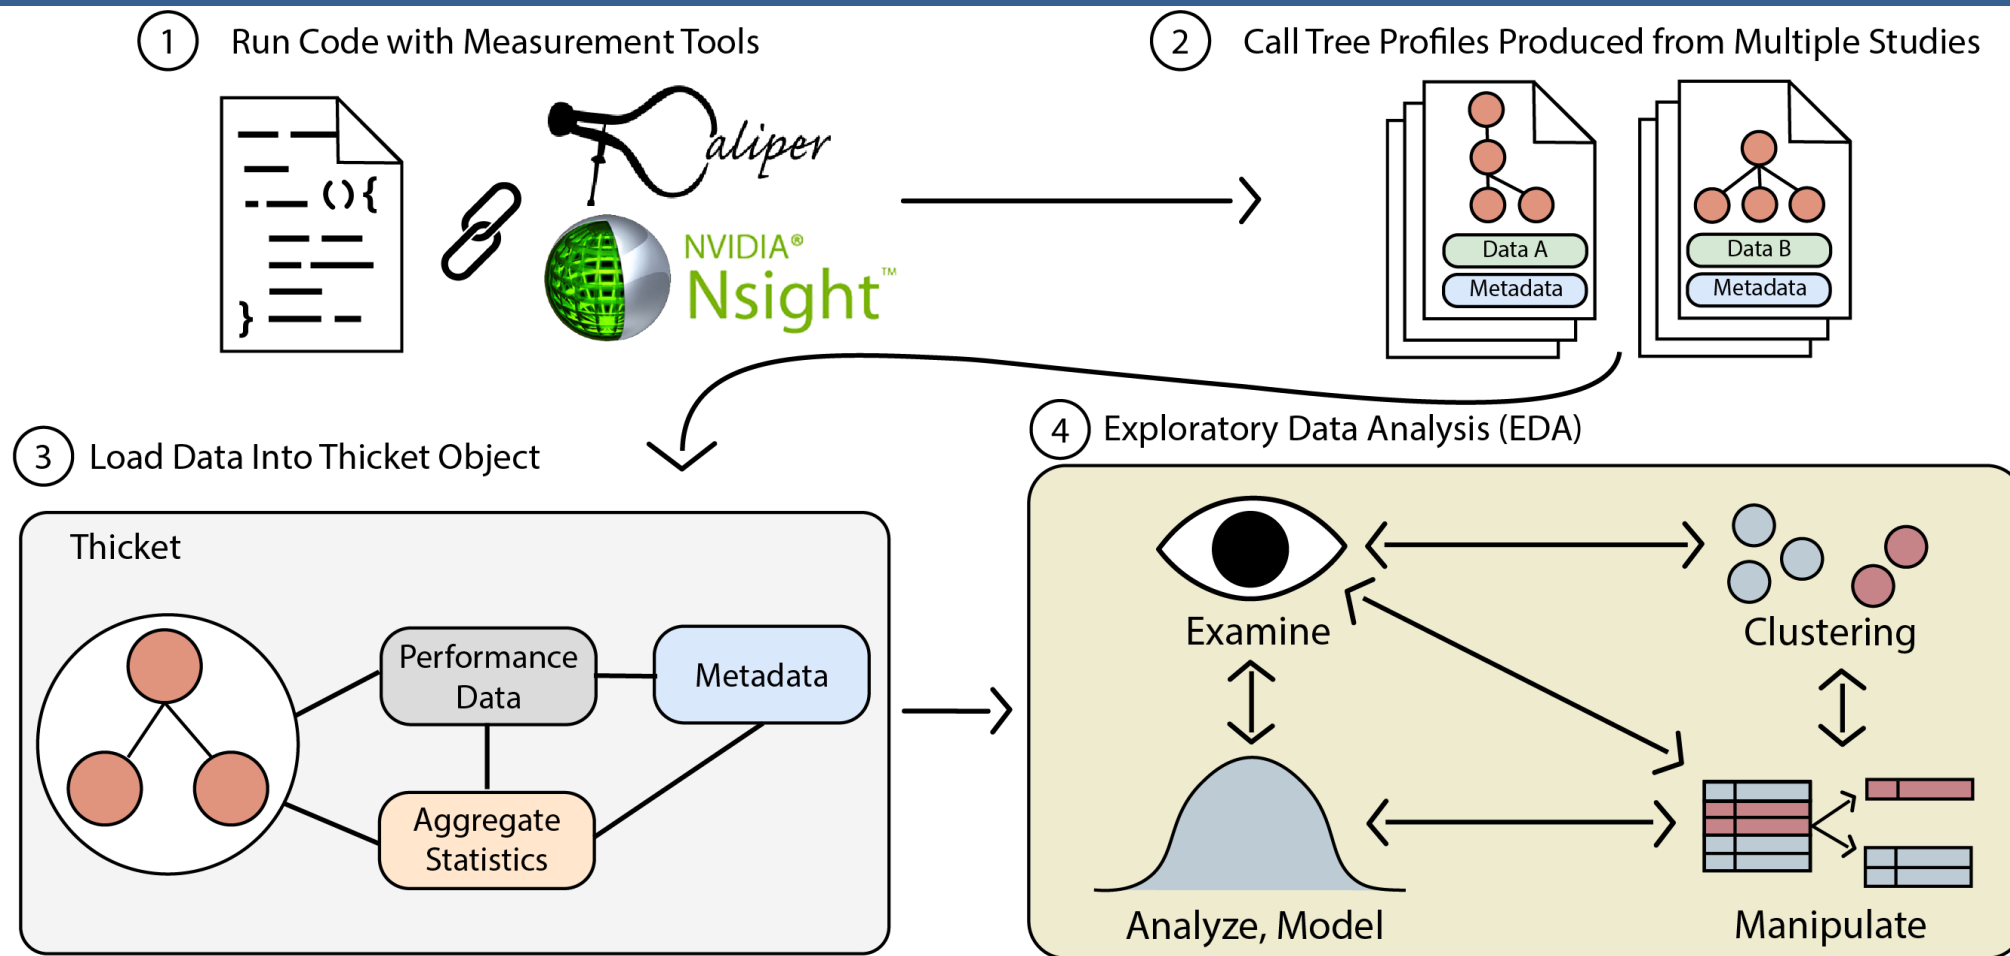 1 Run Code with Measurement Tools
2 Call Tree Profiles Produced from Multiple Studies
( ) {
}
Caliper
NVIDIA®
Nsight™
Data A
Metadata
Data B
Metadata
3 Load Data Into Thicket Object
4 Exploratory Data Analysis (EDA)
Thicket
Performance
Data
Metadata
Aggregate
Statistics
Examine
Clustering
Analyze, Model
Manipulate